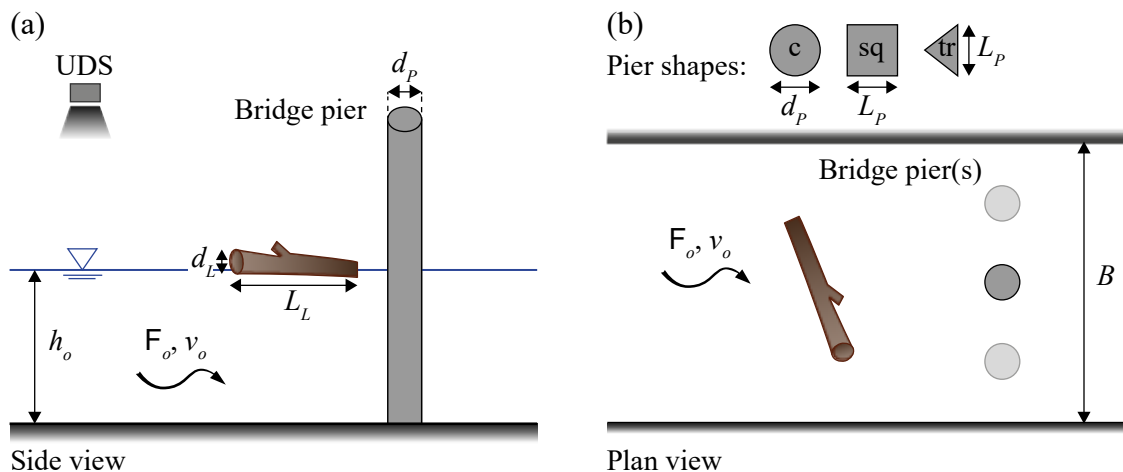 (a)
UDS
d_P
Bridge pier
d_L
L_L
h_o
F_o, v_o
Side view
(b)
Pier shapes:
c
sq
tr
L_P
d_P
L_P
Bridge pier(s)
F_o, v_o
B
Plan view